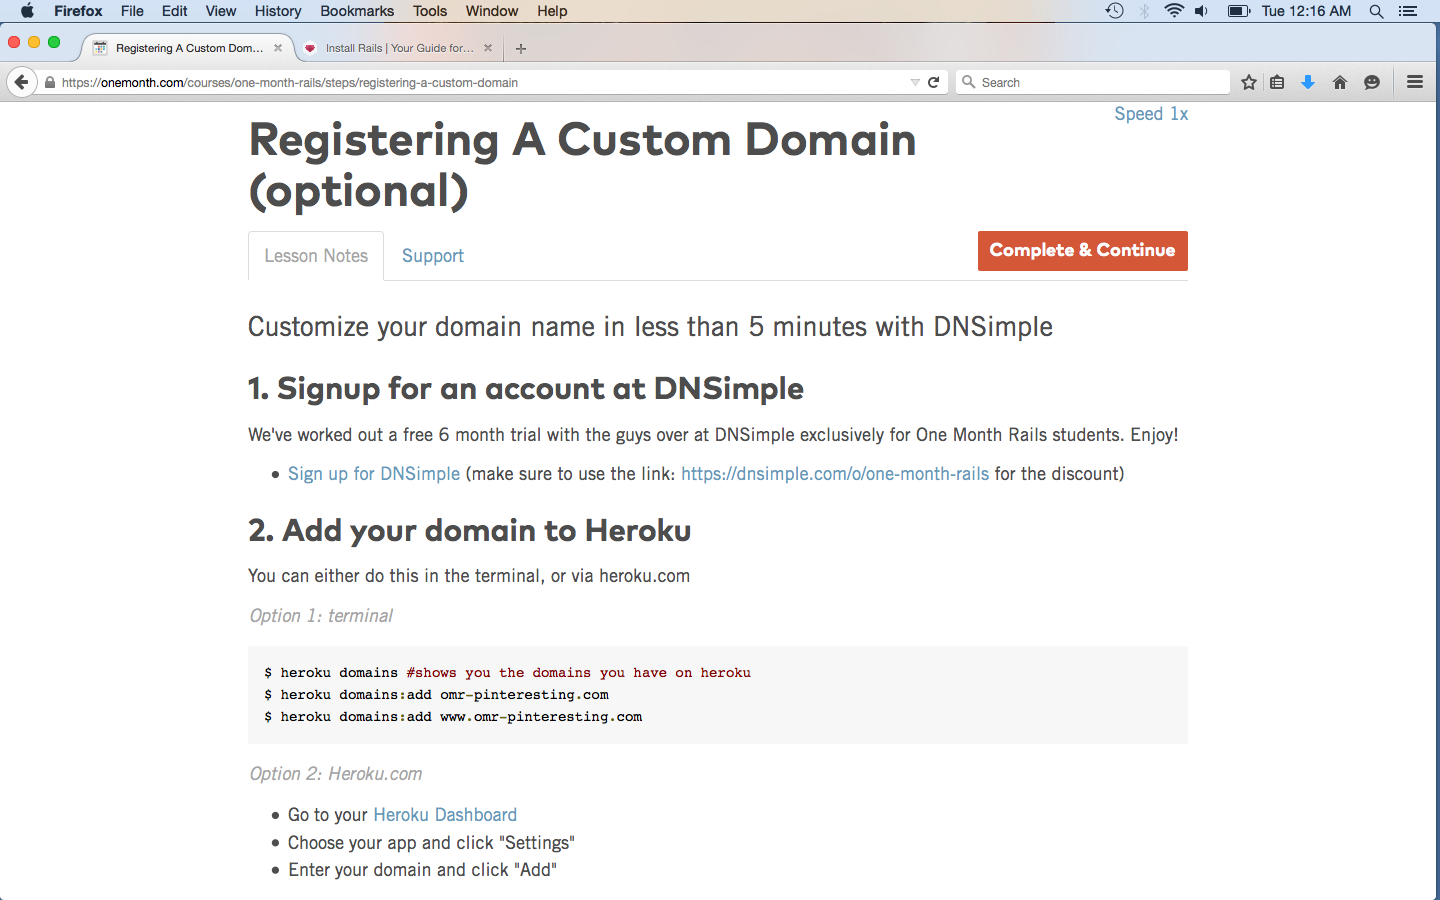 Firefox File Edit View History Bookmarks Tools Window Help Tue 12:16 AM
Registering A Custom Dom... Install Rails | Your Guide for...
https://onemonth.com/courses/one-month-rails/steps/registering-a-custom-domain Search
Speed 1x
Registering A Custom Domain
(optional)
Lesson Notes Support Complete & Continue
Customize your domain name in less than 5 minutes with DNSimple
1. Signup for an account at DNSimple
We've worked out a free 6 month trial with the guys over at DNSimple exclusively for One Month Rails students. Enjoy!
• Sign up for DNSimple (make sure to use the link: https://dnsimple.com/o/one-month-rails for the discount)
2. Add your domain to Heroku
You can either do this in the terminal, or via heroku.com
Option 1: terminal
$ heroku domains #shows you the domains you have on heroku
$ heroku domains:add omr-pinteresting.com
$ heroku domains:add www.omr-pinteresting.com
Option 2: Heroku.com
• Go to your Heroku Dashboard
• Choose your app and click "Settings"
• Enter your domain and click "Add"